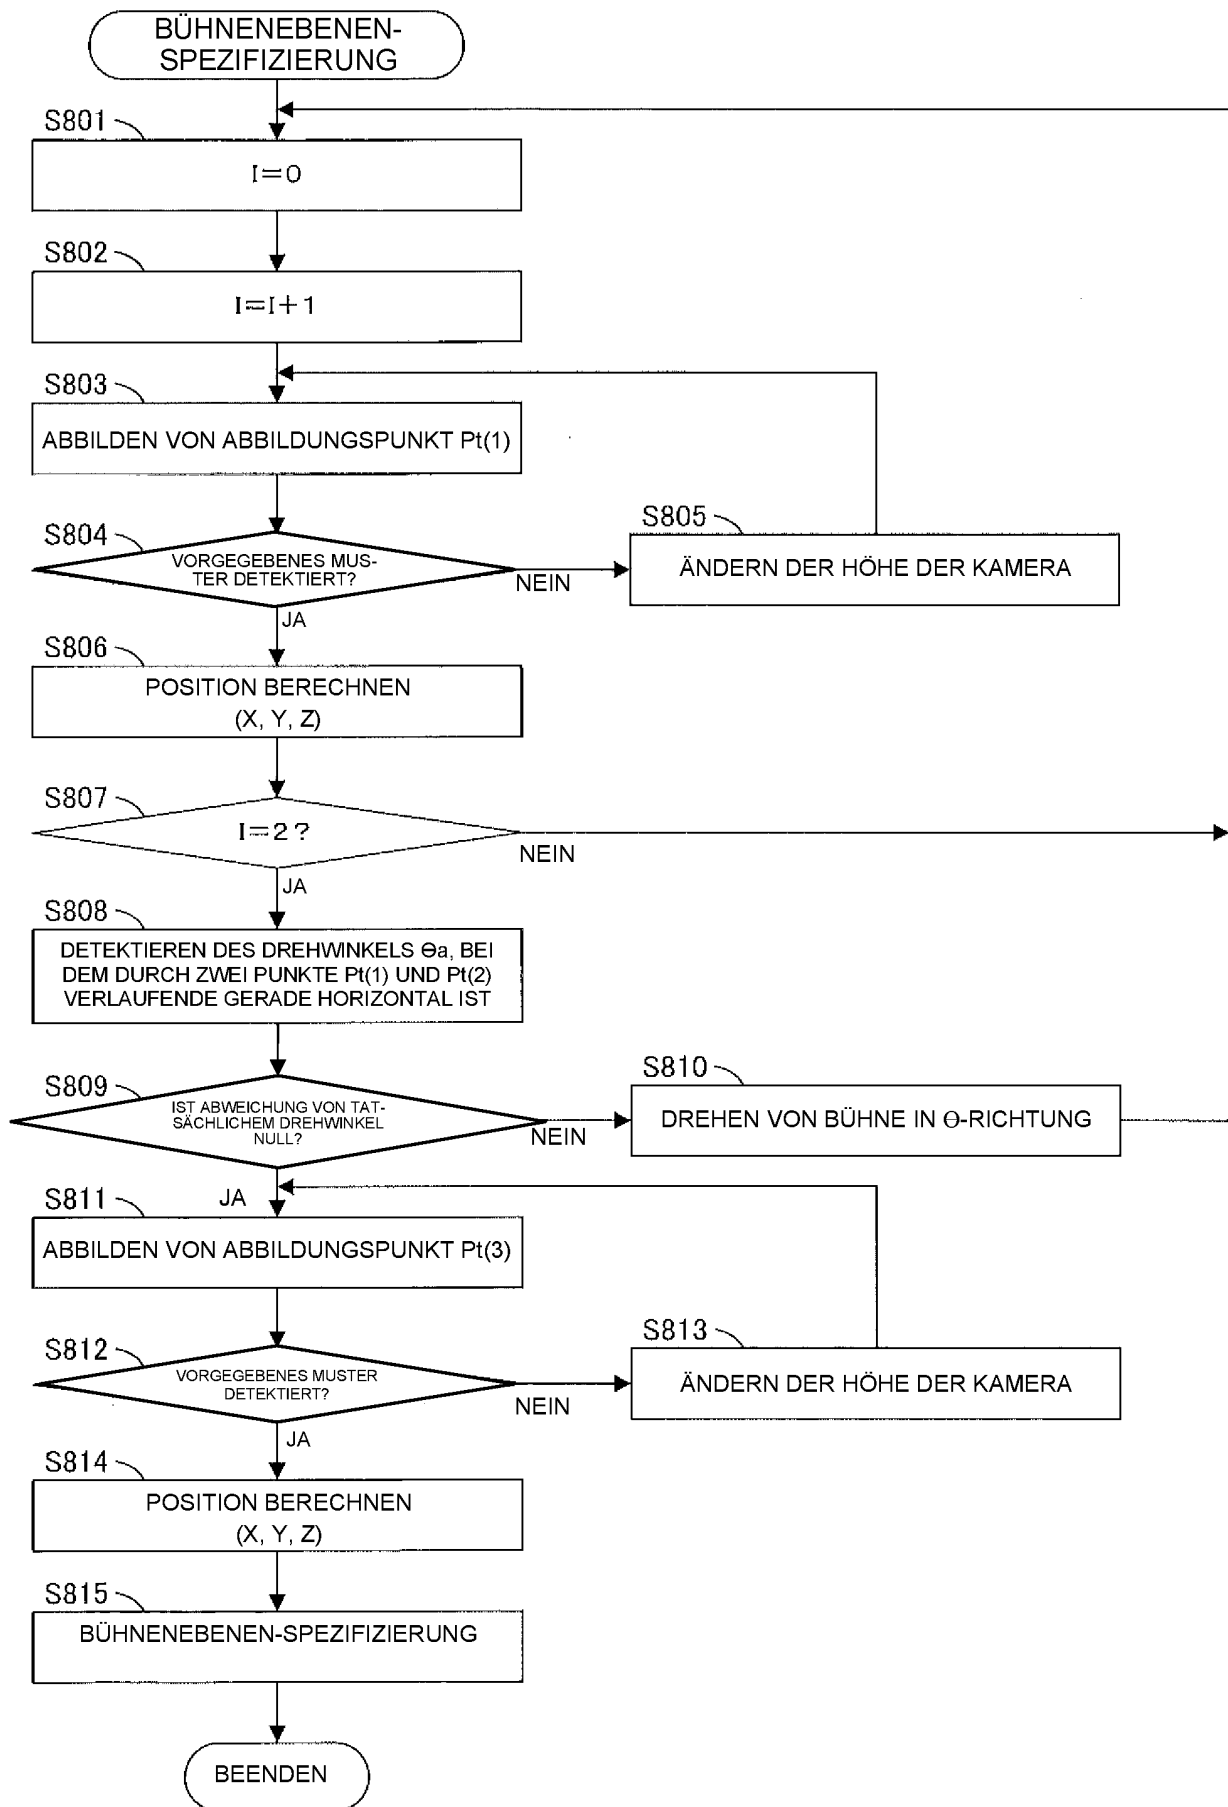 BÜHNENEBENEN-
SPEZIFIZIERUNG
S801
I=0
S802
I=I+1
S803
ABBILDEN VON ABBILDUNGSPUNKT Pt(1)
S804
VORGEGEBENES MUS-
TER DETEKTIERT?
NEIN
JA
S805
ÄNDERN DER HÖHE DER KAMERA
S806
POSITION BERECHNEN
(X, Y, Z)
S807
I=2?
NEIN
JA
S808
DETEKTIEREN DES DREHWINKELS Θa, BEI
DEM DURCH ZWEI PUNKTE Pt(1) UND Pt(2)
VERLAUFENDE GERADE HORIZONTAL IST
S809
IST ABWEICHUNG VON TAT-
SÄCHLICHEM DREHWINKEL
NULL?
NEIN
JA
S810
DREHEN VON BÜHNE IN Θ-RICHTUNG
S811
ABBILDEN VON ABBILDUNGSPUNKT Pt(3)
S812
VORGEGEBENES MUSTER
DETEKTIERT?
NEIN
JA
S813
ÄNDERN DER HÖHE DER KAMERA
S814
POSITION BERECHNEN
(X, Y, Z)
S815
BÜHNENEBENEN-SPEZIFIZIERUNG
BEENDEN